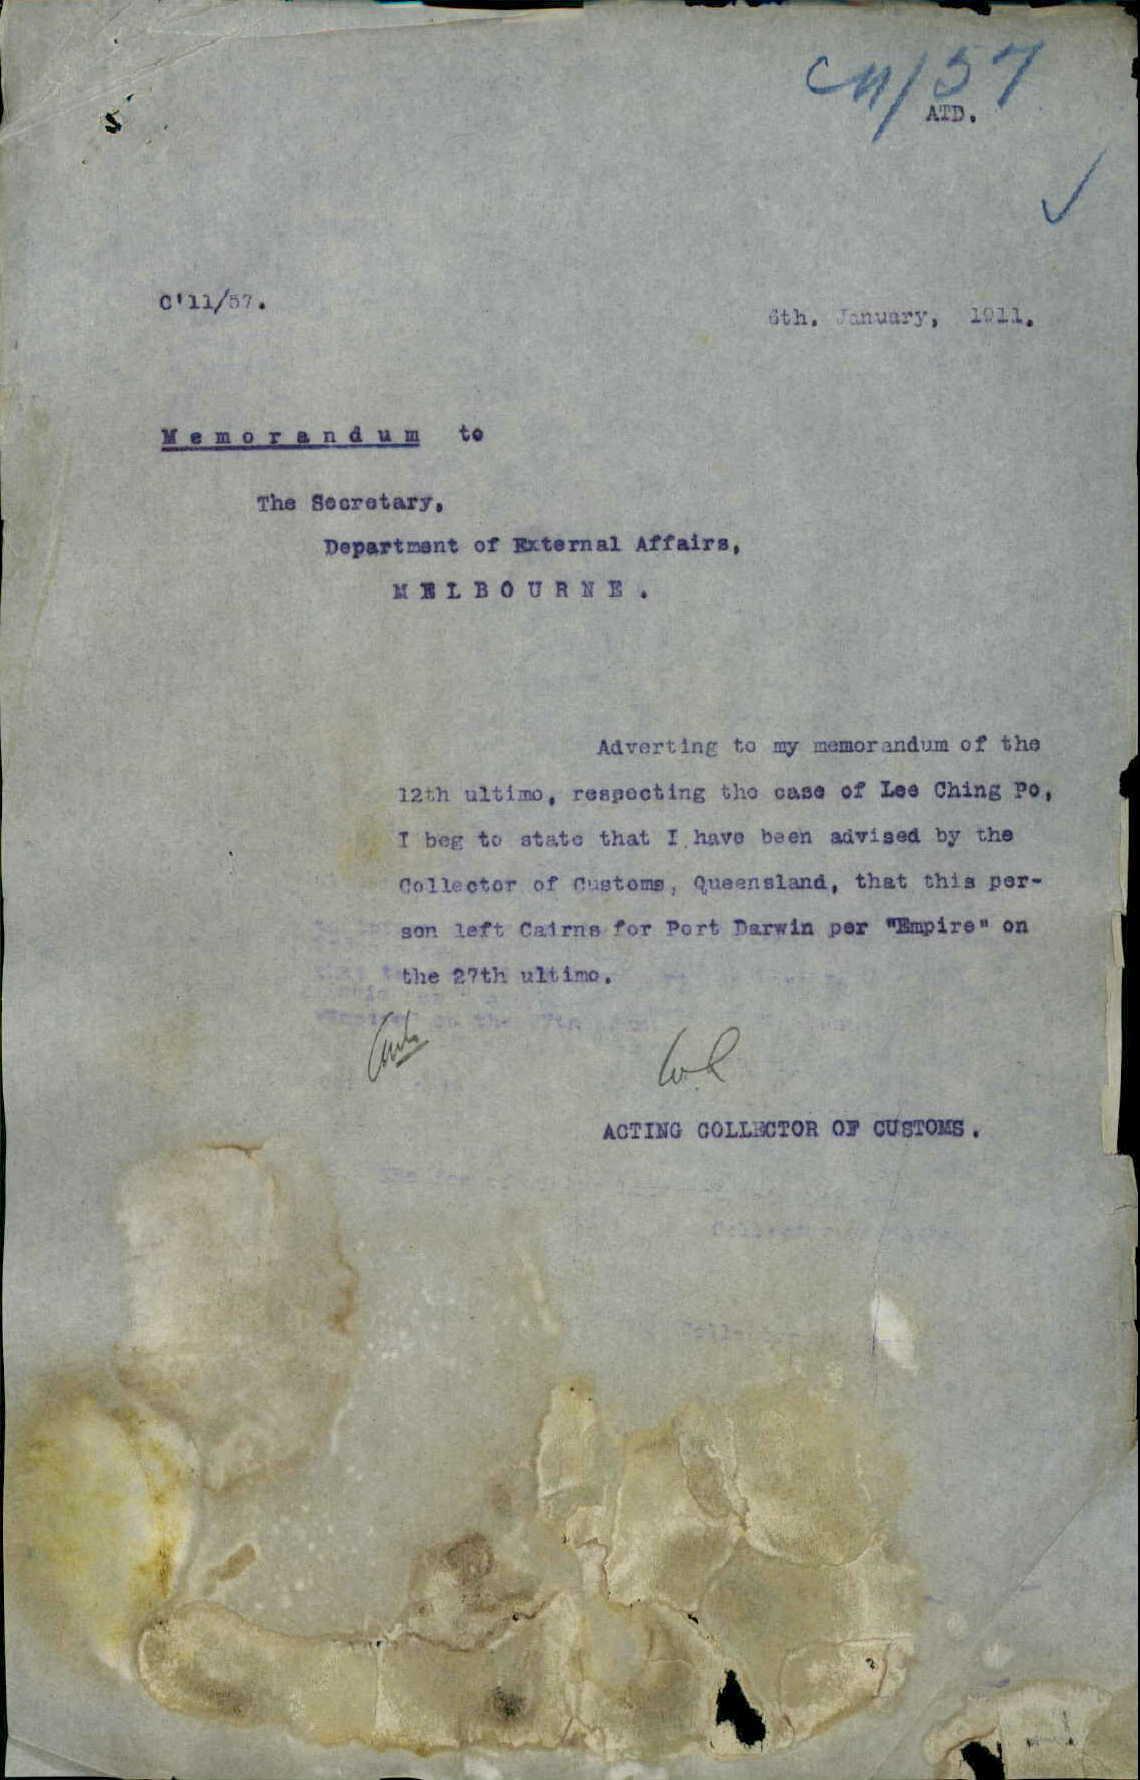 C11/57
ATD.
C'11/57.
6th. January, 1911.
Memorandum to
The Secretary,
Department of External Affairs,
MELBOURNE.
Adverting to my memorandum of the
12th ultimo, respecting the case of Lee Ching Po,
I beg to state that I have been advised by the
Collector of Customs, Queensland, that this per-
son left Cairns for Port Darwin per "Empire" on
the 27th ultimo.
ACTING COLLECTOR OF CUSTOMS.